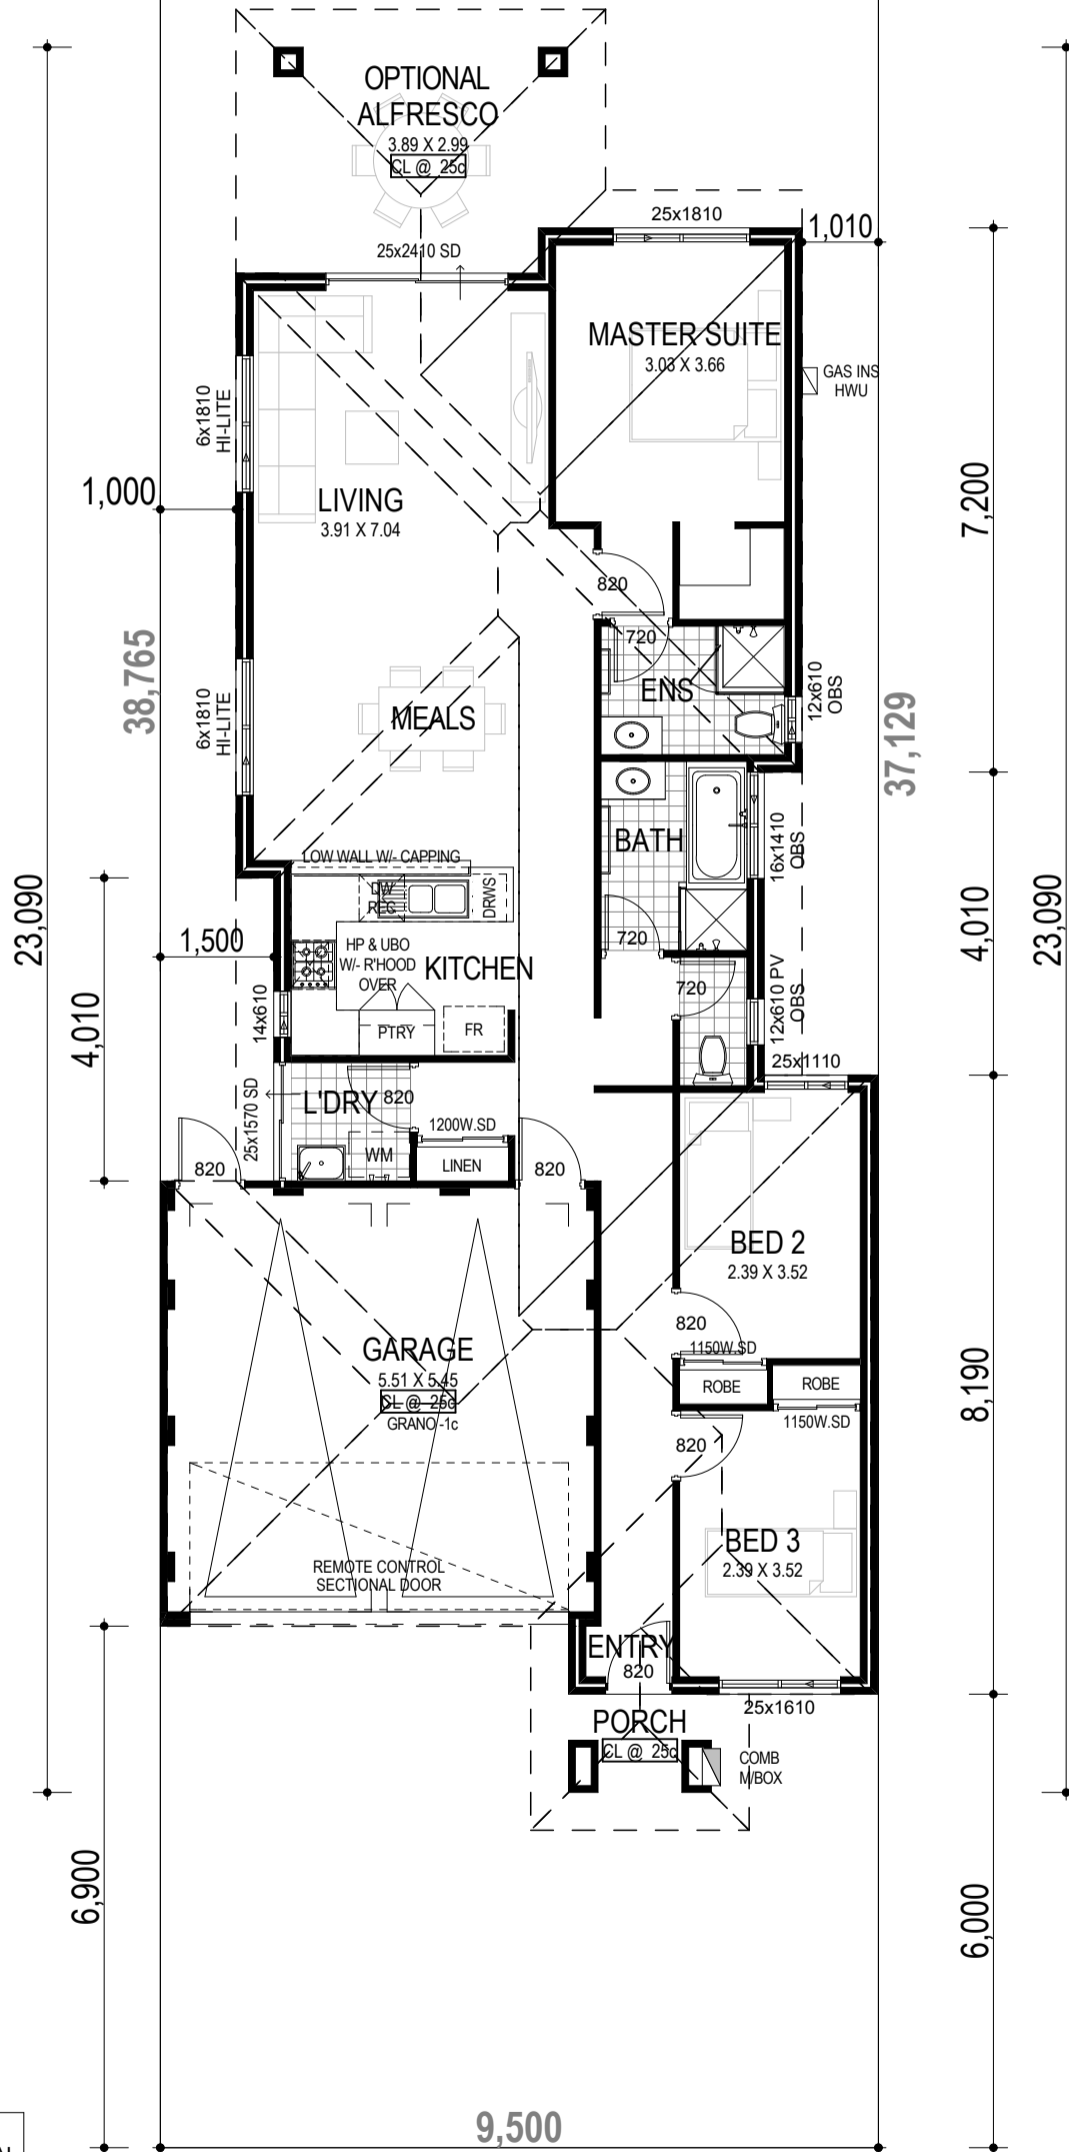 OPTIONAL
ALFRESCO
3.89 X 2.99
CL @ 25c
25x2410 SD
25x1810
1,010
MASTER SUITE
3.03 X 3.66
GAS INS
HWU
6x1810
HI-LITE
1,000
LIVING
3.91 X 7.04
7,200
820
720
ENS
12x610
OBS
38,765
37,129
6x1810
HI-LITE
MEALS
BATH
16x1410
OBS
LOW WALL W/- CAPPING
DW
REC
DRWS
23,090
23,090
4,010
1,500
HP & UBO
W/- R'HOOD
OVER
KITCHEN
720
720
12x610 PV
OBS
14x610
PTRY
FR
4,010
25x1110
25x1570 SD
L'DRY
820
1200W.SD
WM
LINEN
820
820
BED 2
2.39 X 3.52
GARAGE
5.51 X 5.45
CL @ 25c
GRANO -1c
820
1150W.SD
ROBE
ROBE
1150W.SD
8,190
820
BED 3
2.39 X 3.52
REMOTE CONTROL
SECTIONAL DOOR
ENTRY
820
25x1610
PORCH
CL @ 25c
COMB
M/BOX
6,900
6,000
9,500